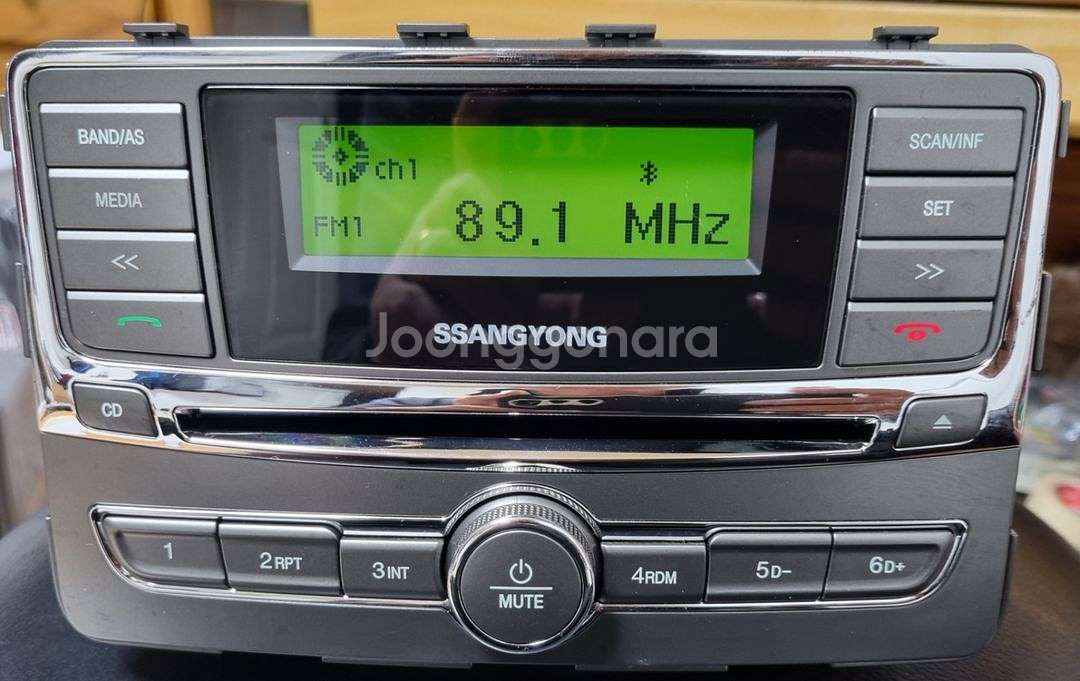 BAND/AS
MEDIA
<<
ch1
FM1 89.1 MHz
SSANGYONG
Joonggonara
SCAN/INF
SET
>>
CD
1
2RPT
3INT
MUTE
4RDM
5D-
6D+